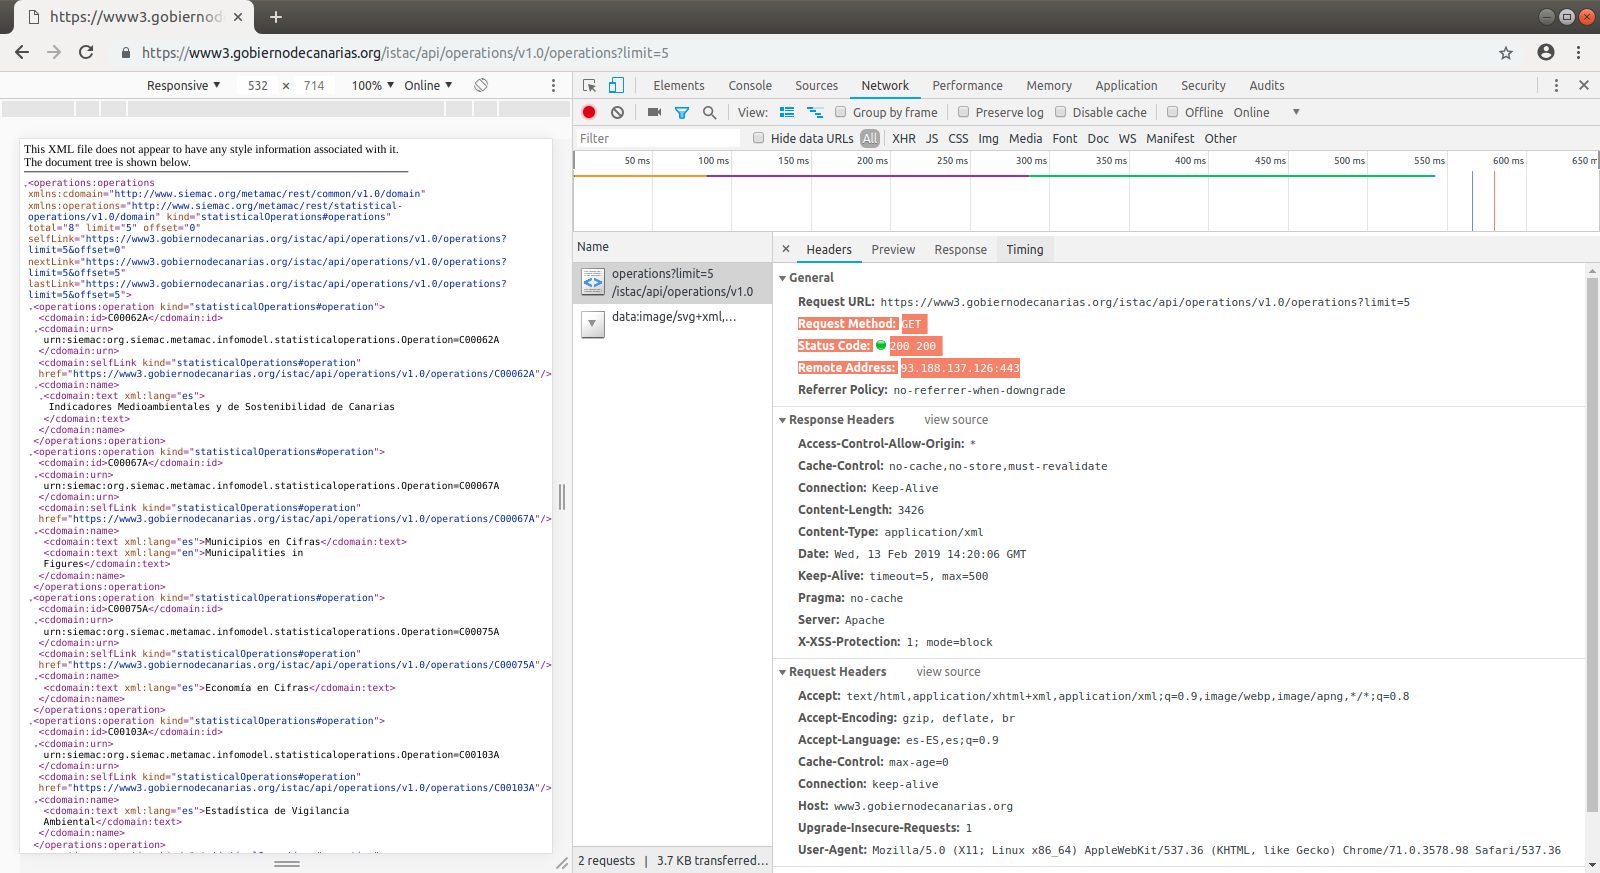 https://www3.gobiernod
https://www3.gobiernodecanarias.org/istac/api/operations/v1.0/operations?limit=5
Responsive ▼ 532 × 714 100% ▼ Online ▼
Elements Console Sources Network Performance Memory Application Security Audits
View: Group by frame Preserve log Disable cache Offline Online ▼
Filter Hide data URLs All XHR JS CSS Img Media Font Doc WS Manifest Other
50 ms 100 ms 150 ms 200 ms 250 ms 300 ms 350 ms 400 ms 450 ms 500 ms 550 ms 600 ms 650 m
This XML file does not appear to have any style information associated with it.
The document tree is shown below.
<operations:operations
xmlns:cdomain="http://www.siemac.org/metamac/rest/common/v1.0/domain"
xmlns:operations="http://www.siemac.org/metamac/rest/statistical-
operations/v1.0/domain" kind="statisticalOperations#operations"
total="8" limit="5" offset="0"
selfLink="https://www3.gobiernodecanarias.org/istac/api/operations/v1.0/operations?
limit=5&offset=0"
nextLink="https://www3.gobiernodecanarias.org/istac/api/operations/v1.0/operations?
limit=5&offset=5"
lastLink="https://www3.gobiernodecanarias.org/istac/api/operations/v1.0/operations?
limit=5&offset=5">
<operations:operation kind="statisticalOperations#operation">
<cdomain:id>C00062A</cdomain:id>
<cdomain:urn>
urn:siemac:org.siemac.metamac.infomodel.statisticaloperations.Operation=C00062A
</cdomain:urn>
<cdomain:selfLink kind="statisticalOperations#operation"
href="https://www3.gobiernodecanarias.org/istac/api/operations/v1.0/operations/C00062A"/>
<cdomain:name>
<cdomain:text xml:lang="es">
Indicadores Medioambientales y de Sostenibilidad de Canarias
</cdomain:text>
</cdomain:name>
</operations:operation>
<operations:operation kind="statisticalOperations#operation">
<cdomain:id>C00067A</cdomain:id>
<cdomain:urn>
urn:siemac:org.siemac.metamac.infomodel.statisticaloperations.Operation=C00067A
</cdomain:urn>
<cdomain:selfLink kind="statisticalOperations#operation"
href="https://www3.gobiernodecanarias.org/istac/api/operations/v1.0/operations/C00067A"/>
<cdomain:name>
<cdomain:text xml:lang="es">Municipios en Cifras</cdomain:text>
<cdomain:text xml:lang="en">Municipalities in
Figures</cdomain:text>
</cdomain:name>
</operations:operation>
<operations:operation kind="statisticalOperations#operation">
<cdomain:id>C00075A</cdomain:id>
<cdomain:urn>
urn:siemac:org.siemac.metamac.infomodel.statisticaloperations.Operation=C00075A
</cdomain:urn>
<cdomain:selfLink kind="statisticalOperations#operation"
href="https://www3.gobiernodecanarias.org/istac/api/operations/v1.0/operations/C00075A"/>
<cdomain:name>
<cdomain:text xml:lang="es">Economía en Cifras</cdomain:text>
</cdomain:name>
</operations:operation>
<operations:operation kind="statisticalOperations#operation">
<cdomain:id>C00103A</cdomain:id>
<cdomain:urn>
urn:siemac:org.siemac.metamac.infomodel.statisticaloperations.Operation=C00103A
</cdomain:urn>
<cdomain:selfLink kind="statisticalOperations#operation"
href="https://www3.gobiernodecanarias.org/istac/api/operations/v1.0/operations/C00103A"/>
<cdomain:name>
<cdomain:text xml:lang="es">Estadística de Vigilancia
Ambiental</cdomain:text>
</cdomain:name>
</operations:operation>
Name
operations?limit=5
/istac/api/operations/v1.0
data:image/svg+xml,...
2 requests | 3.7 KB transferred...
× Headers Preview Response Timing
General
Request URL: https://www3.gobiernodecanarias.org/istac/api/operations/v1.0/operations?limit=5
Request Method: GET
Status Code: 200 200
Remote Address: 93.188.137.126:443
Referrer Policy: no-referrer-when-downgrade
Response Headers view source
Access-Control-Allow-Origin: *
Cache-Control: no-cache,no-store,must-revalidate
Connection: Keep-Alive
Content-Length: 3426
Content-Type: application/xml
Date: Wed, 13 Feb 2019 14:20:06 GMT
Keep-Alive: timeout=5, max=500
Pragma: no-cache
Server: Apache
X-XSS-Protection: 1; mode=block
Request Headers view source
Accept: text/html,application/xhtml+xml,application/xml;q=0.9,image/webp,image/apng,*/*;q=0.8
Accept-Encoding: gzip, deflate, br
Accept-Language: es-ES,es;q=0.9
Cache-Control: max-age=0
Connection: keep-alive
Host: www3.gobiernodecanarias.org
Upgrade-Insecure-Requests: 1
User-Agent: Mozilla/5.0 (X11; Linux x86_64) AppleWebKit/537.36 (KHTML, like Gecko) Chrome/71.0.3578.98 Safari/537.36